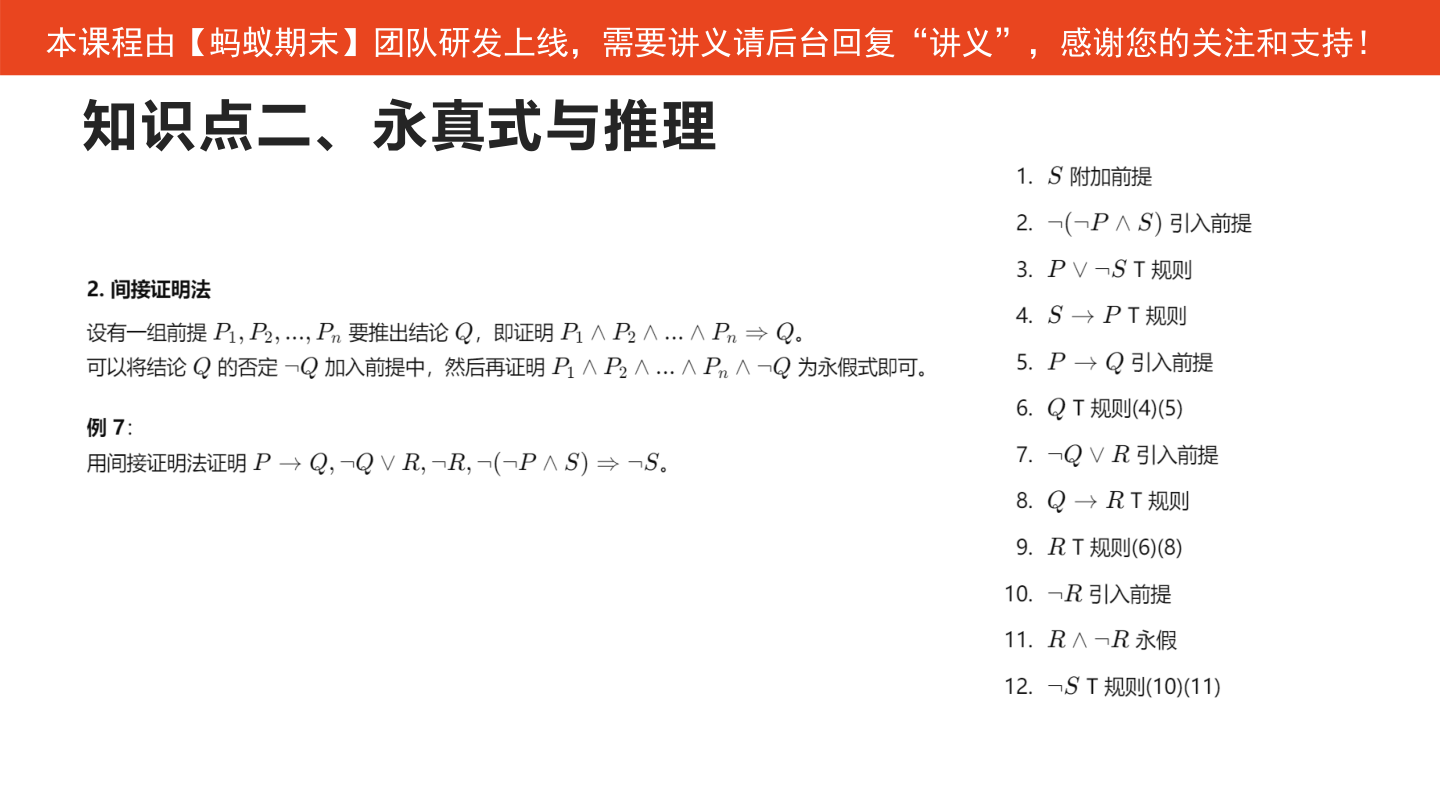 本课程由【蚂蚁期末】团队研发上线，需要讲义请后台回复“讲义”，感谢您的关注和支持！
知识点二、永真式与推理
2. 间接证明法
设有一组前提 P₁, P₂, ..., Pₙ 要推出结论 Q，即证明 P₁ ∧ P₂ ∧ ... ∧ Pₙ ⇒ Q。
可以将结论 Q 的否定 ¬Q 加入前提中，然后再证明 P₁ ∧ P₂ ∧ ... ∧ Pₙ ∧ ¬Q 为永假式即可。
例 7：
用间接证明法证明 P → Q, ¬Q ∨ R, ¬R, ¬(¬P ∧ S) ⇒ ¬S。
1. S 附加前提
2. ¬(¬P ∧ S) 引入前提
3. P ∨ ¬S T 规则
4. S → P T 规则
5. P → Q 引入前提
6. Q T 规则(4)(5)
7. ¬Q ∨ R 引入前提
8. Q → R T 规则
9. R T 规则(6)(8)
10. ¬R 引入前提
11. R ∧ ¬R 永假
12. ¬S T 规则(10)(11)